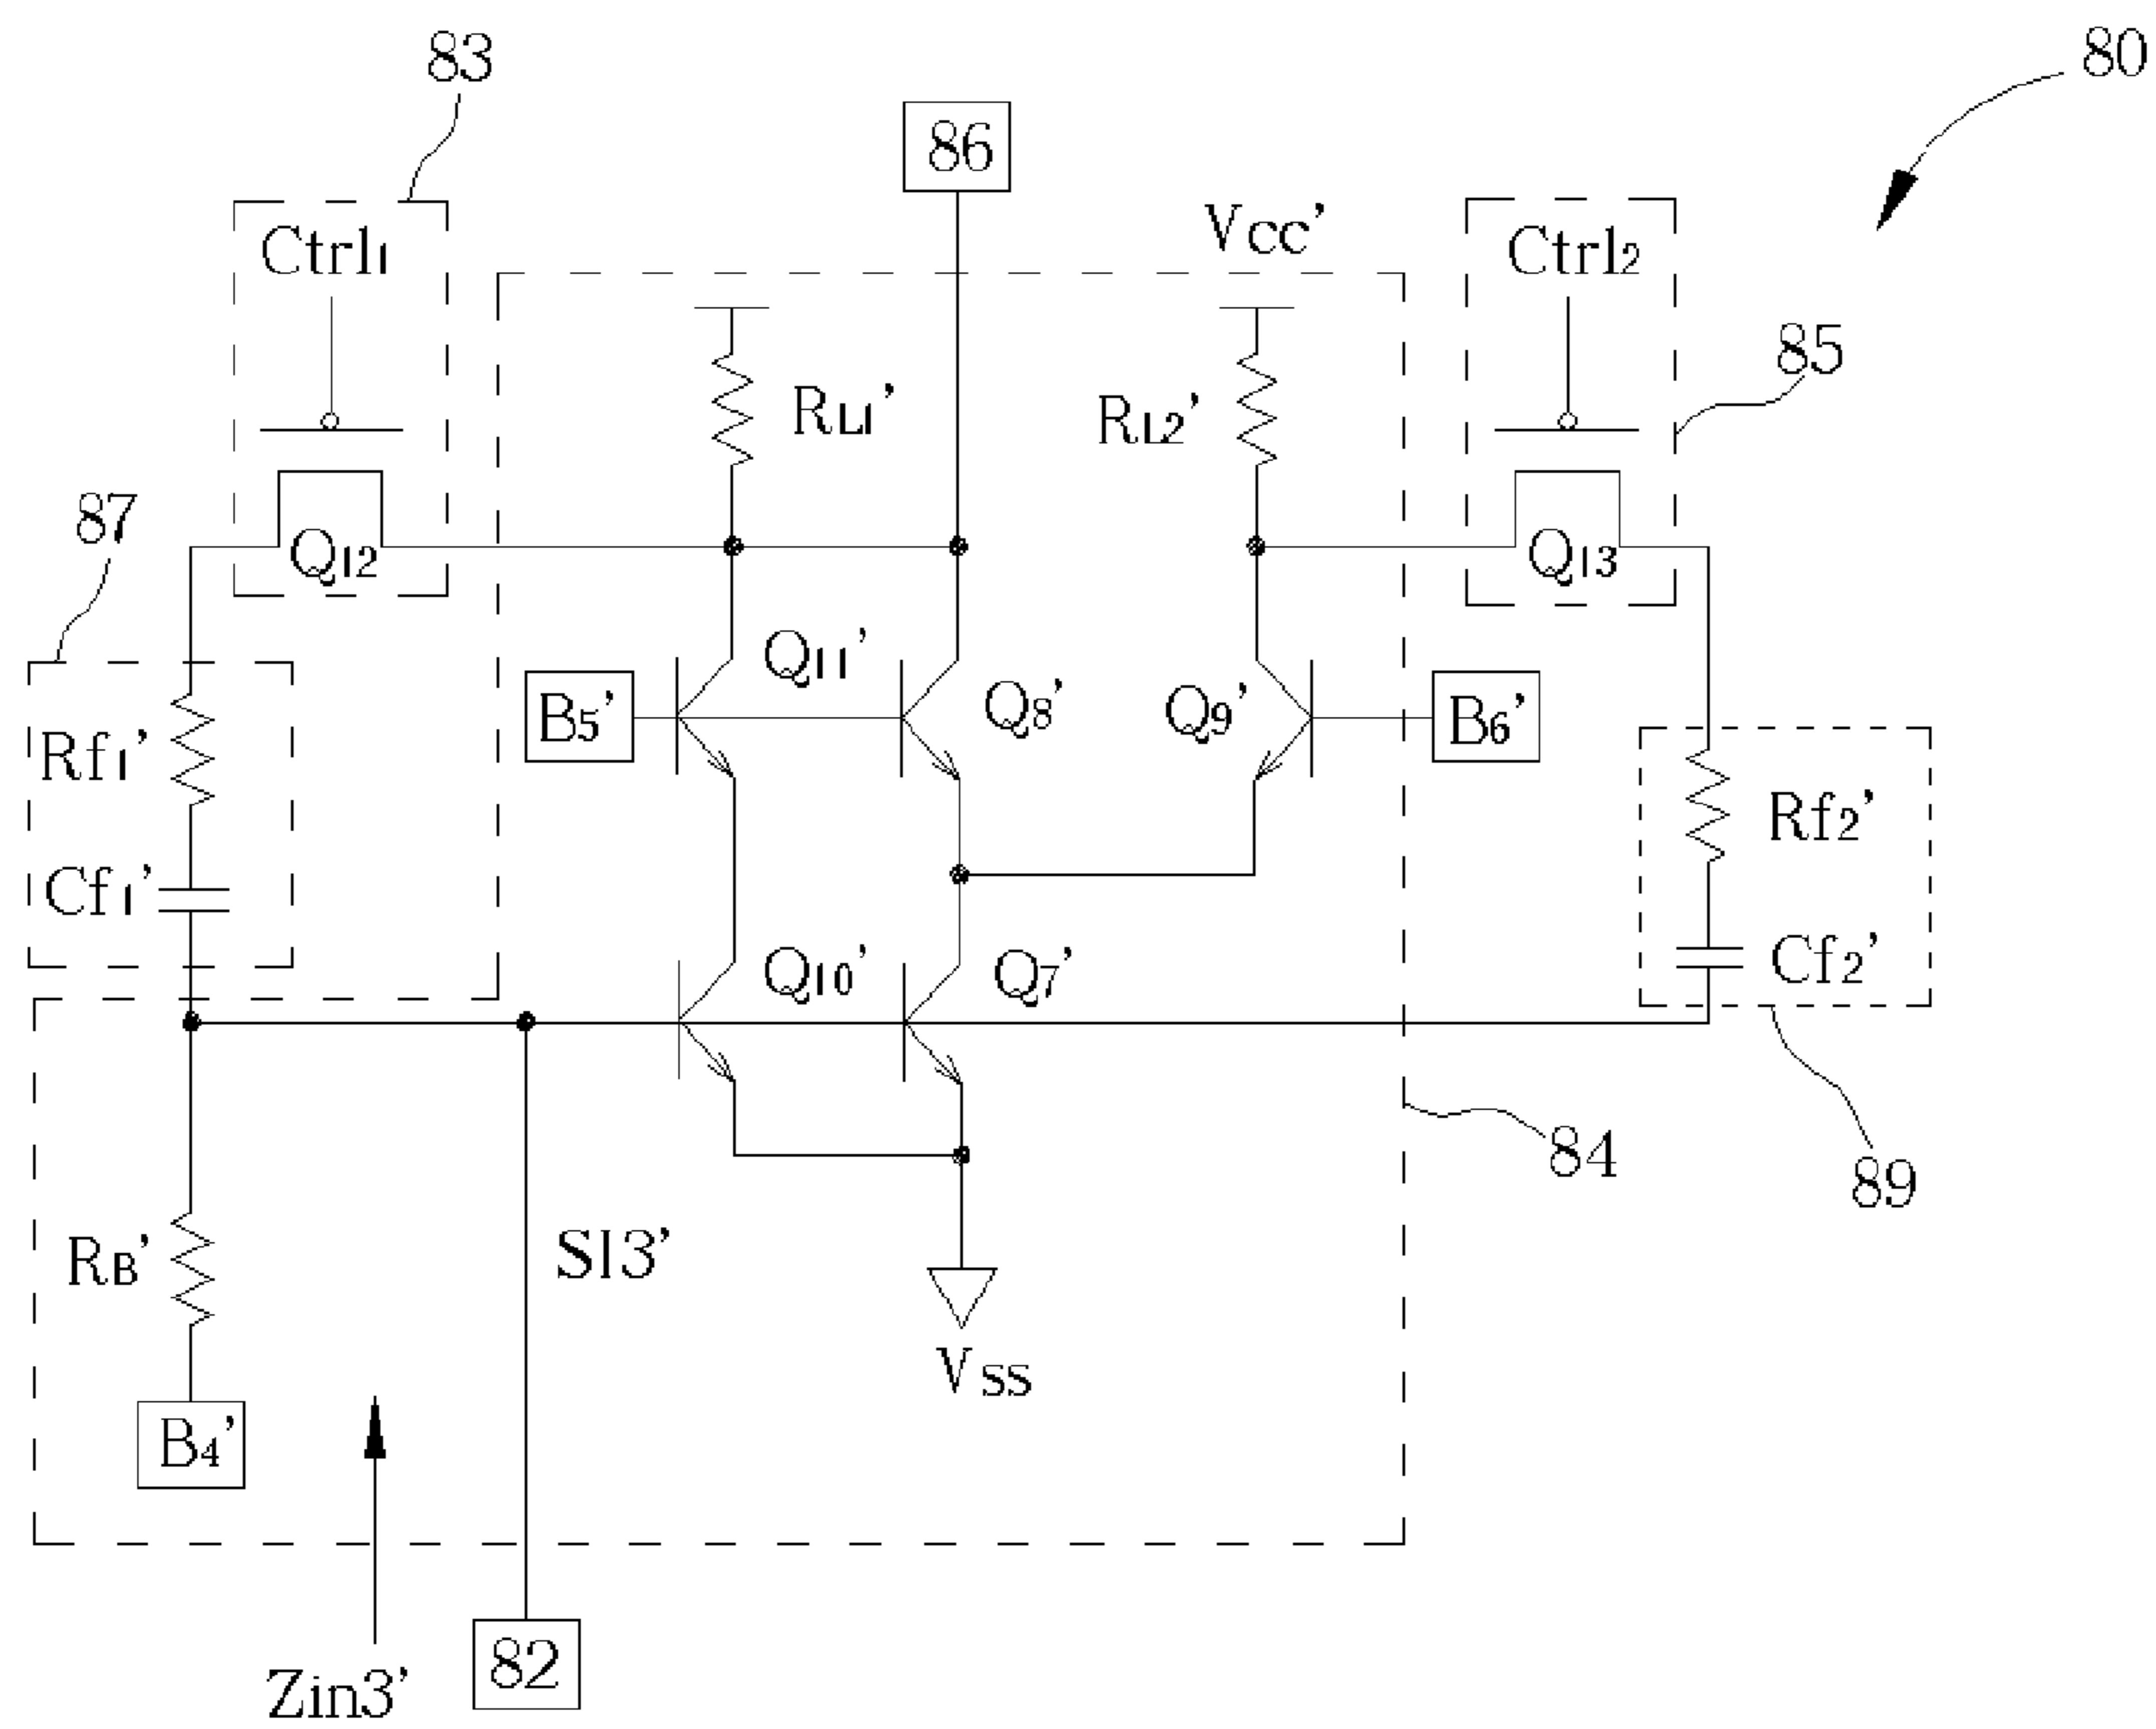 83
80
86
Ctrl1
Vcc'
Ctrl2
85
RL1'
RL2'
87
Q12
Q13
Q11'
B5'
Q8'
Q9'
B6'
Rf1'
Rf2'
Cf1'
Q10'
Q7'
Cf2'
84
89
RB'
SI3'
Vss
B4'
82
Zin3'